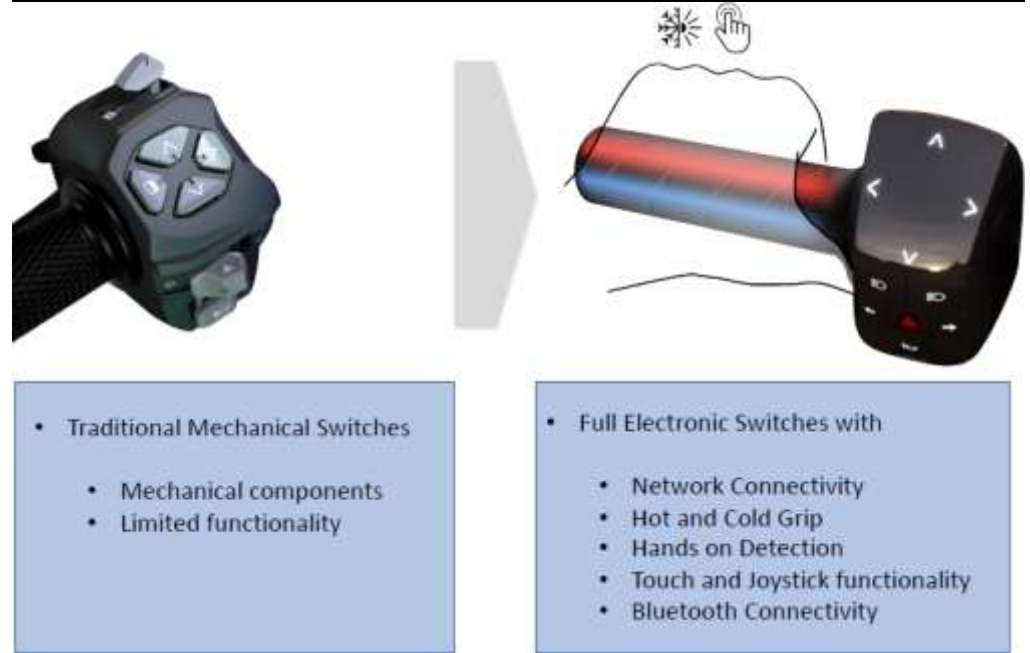 • Traditional Mechanical Switches
• Mechanical components
• Limited functionality
• Full Electronic Switches with
• Network Connectivity
• Hot and Cold Grip
• Hands on Detection
• Touch and Joystick functionality
• Bluetooth Connectivity